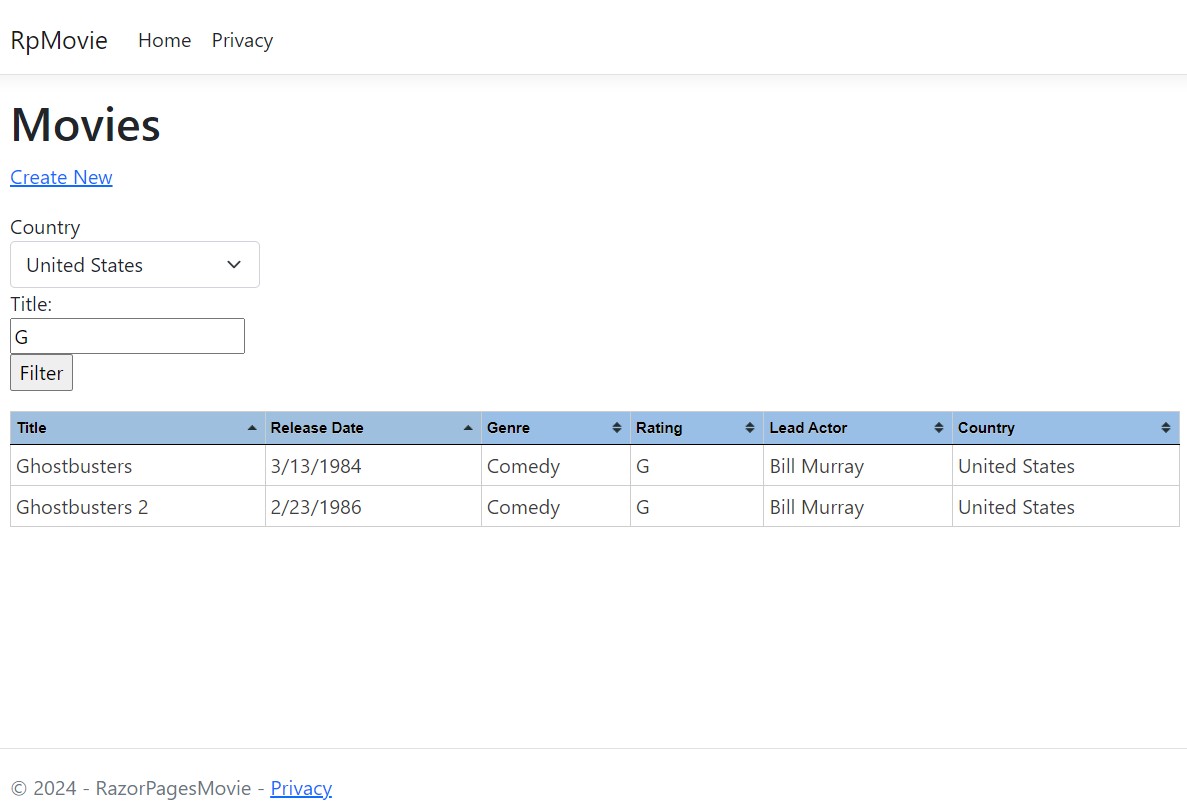 RpMovie Home Privacy
Movies
Create New
Country
United States
Title:
G
Filter
Title Release Date Genre Rating Lead Actor Country
Ghostbusters 3/13/1984 Comedy G Bill Murray United States
Ghostbusters 2 2/23/1986 Comedy G Bill Murray United States
© 2024 - RazorPagesMovie - Privacy